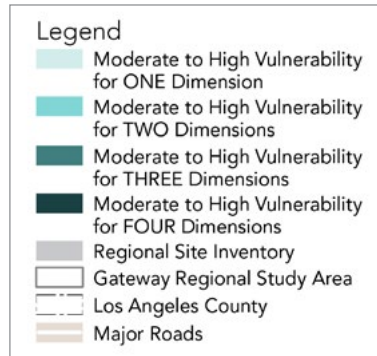 Legend
Moderate to High Vulnerability
for ONE Dimension
Moderate to High Vulnerability
for TWO Dimensions
Moderate to High Vulnerability
for THREE Dimensions
Moderate to High Vulnerability
for FOUR Dimensions
Regional Site Inventory
Gateway Regional Study Area
Los Angeles County
Major Roads